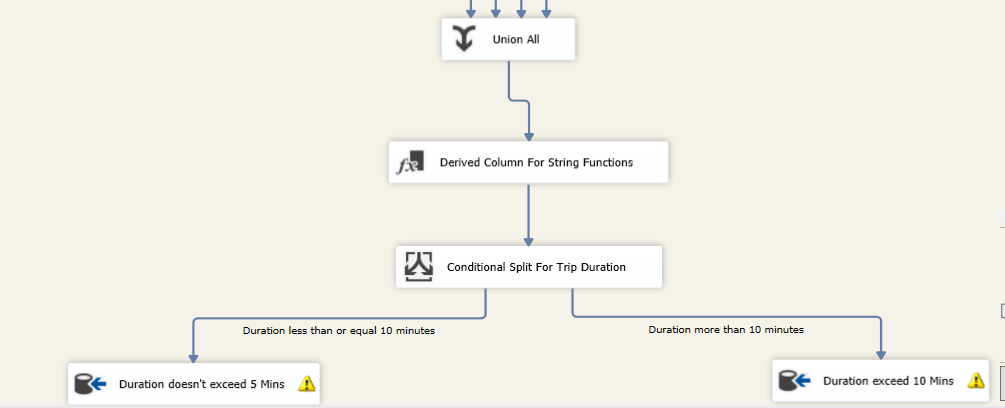 Union All
Derived Column For String Functions
Conditional Split For Trip Duration
Duration less than or equal 10 minutes
Duration more than 10 minutes
Duration doesn't exceed 5 Mins
Duration exceed 10 Mins